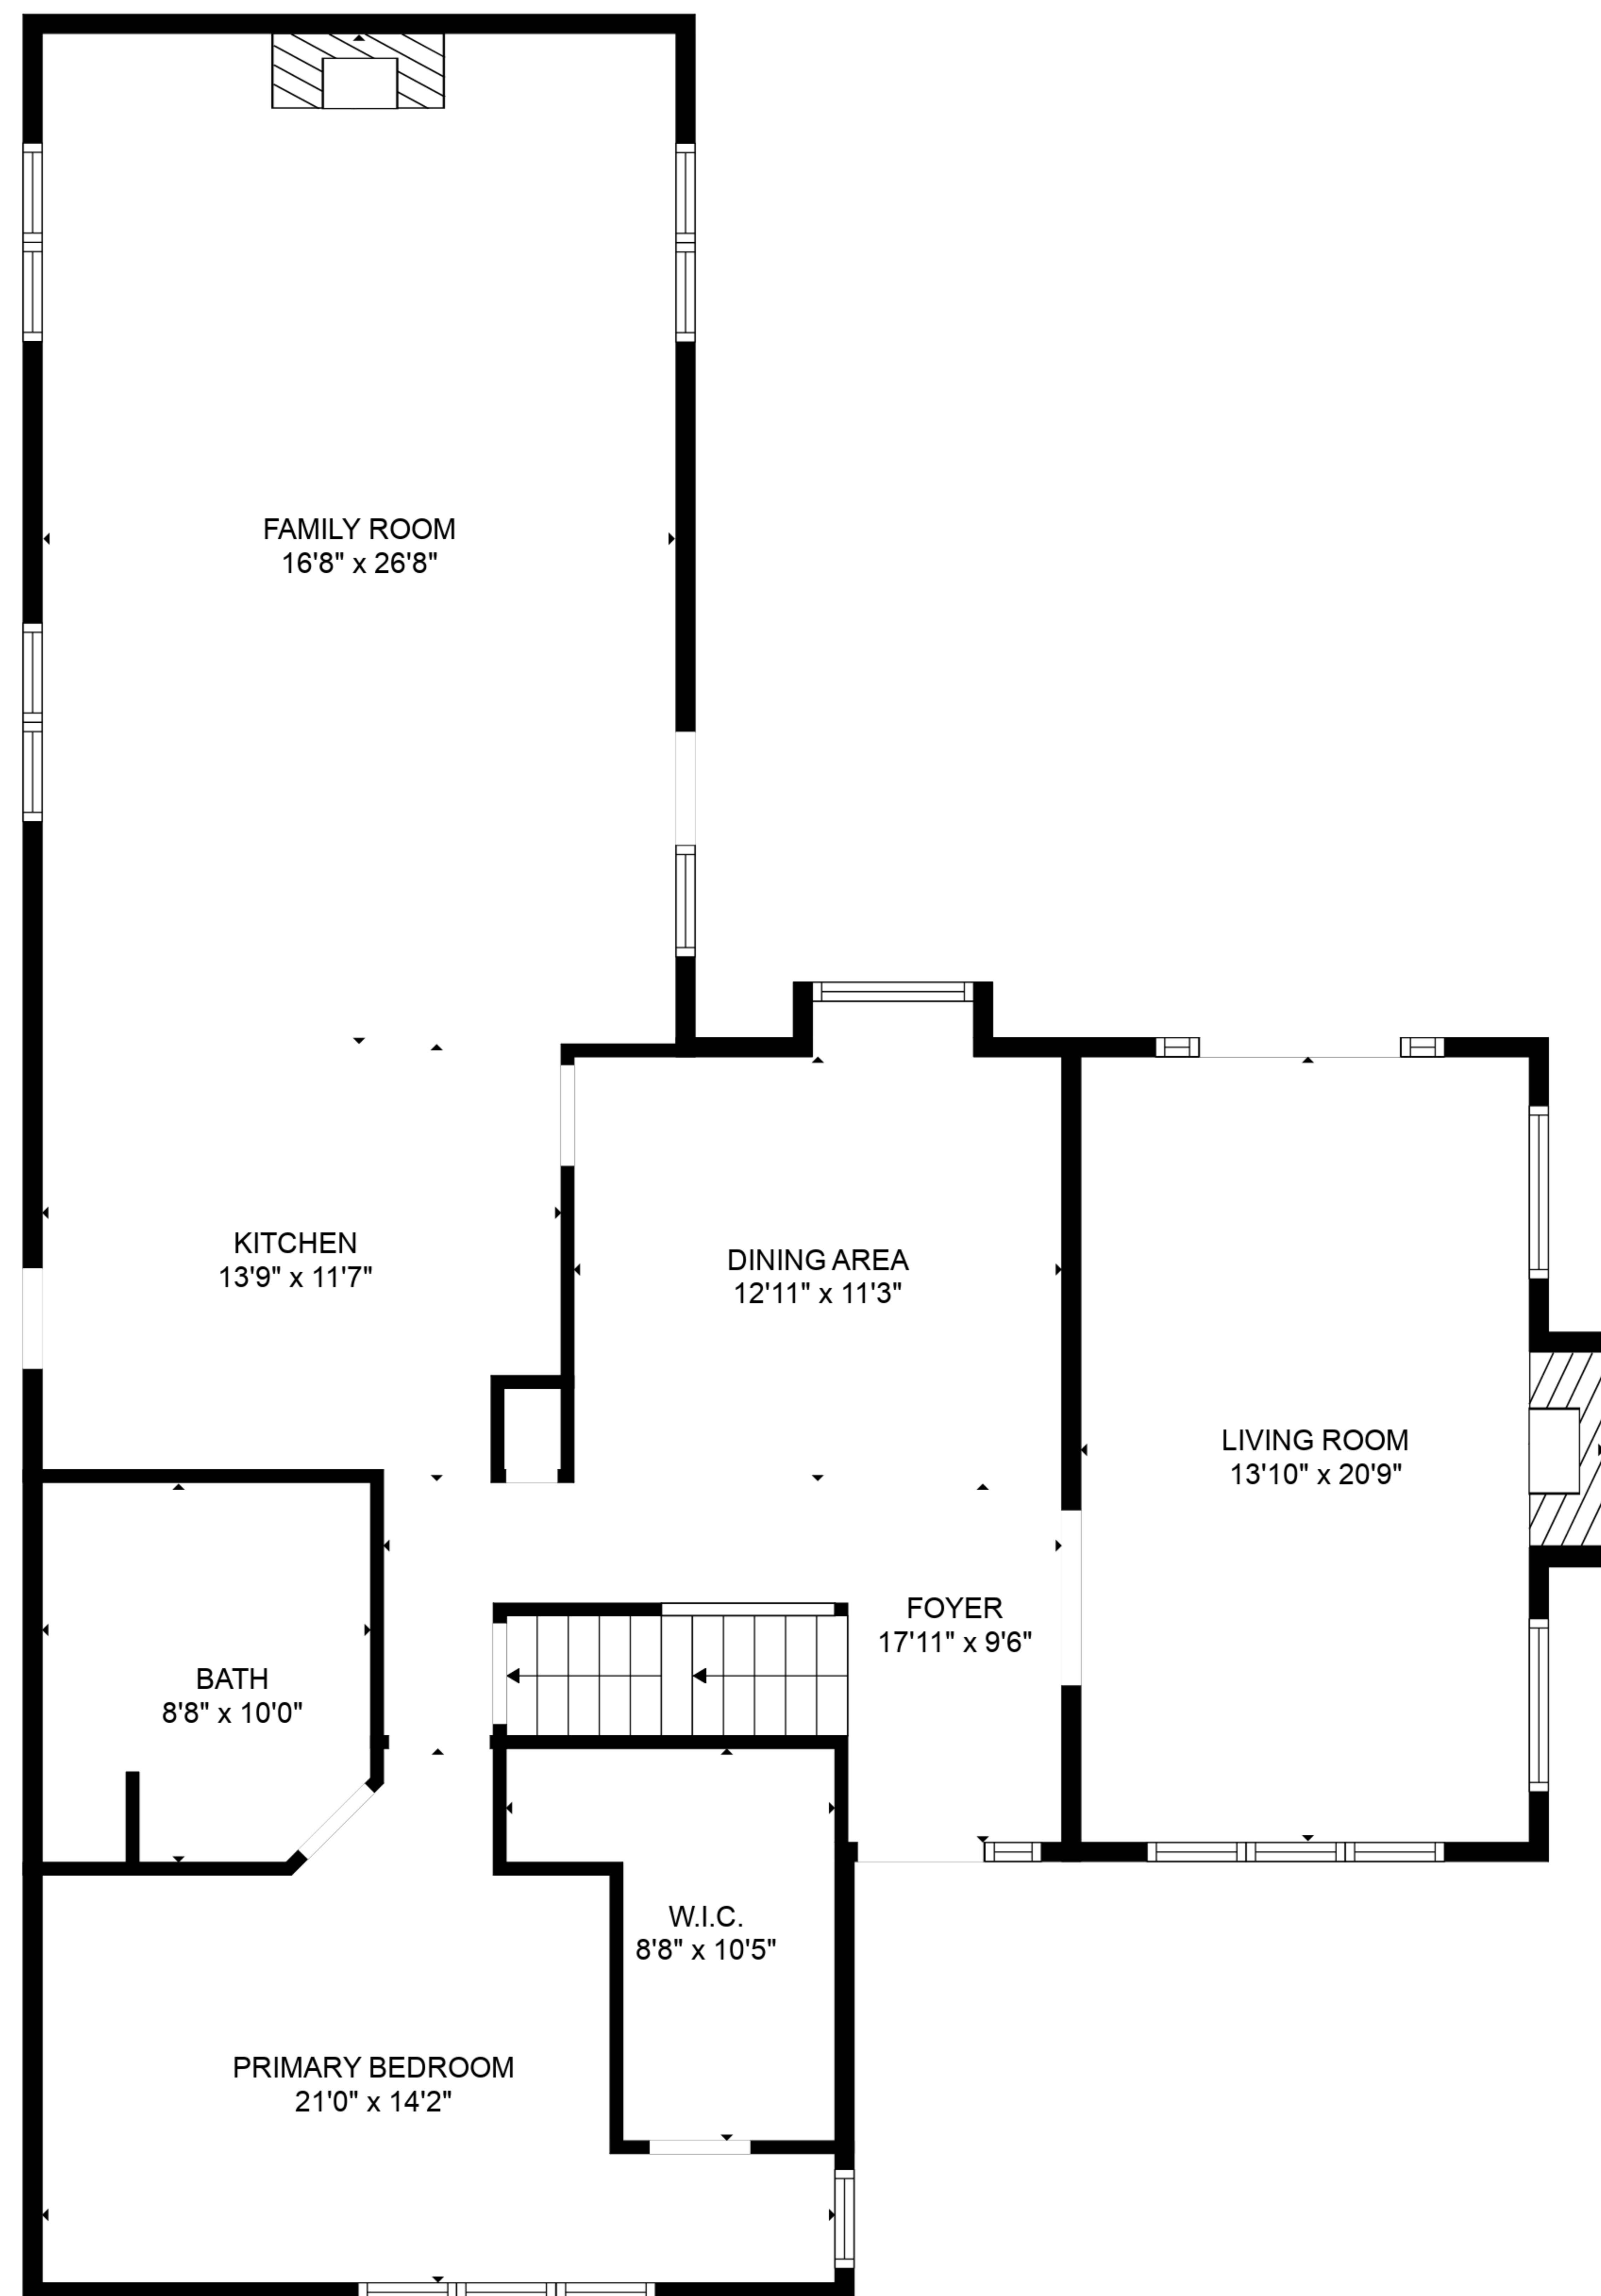 FAMILY ROOM
16'8" x 26'8"
KITCHEN
13'9" x 11'7"
DINING AREA
12'11" x 11'3"
LIVING ROOM
13'10" x 20'9"
FOYER
17'11" x 9'6"
BATH
8'8" x 10'0"
W.I.C.
8'8" x 10'5"
PRIMARY BEDROOM
21'0" x 14'2"